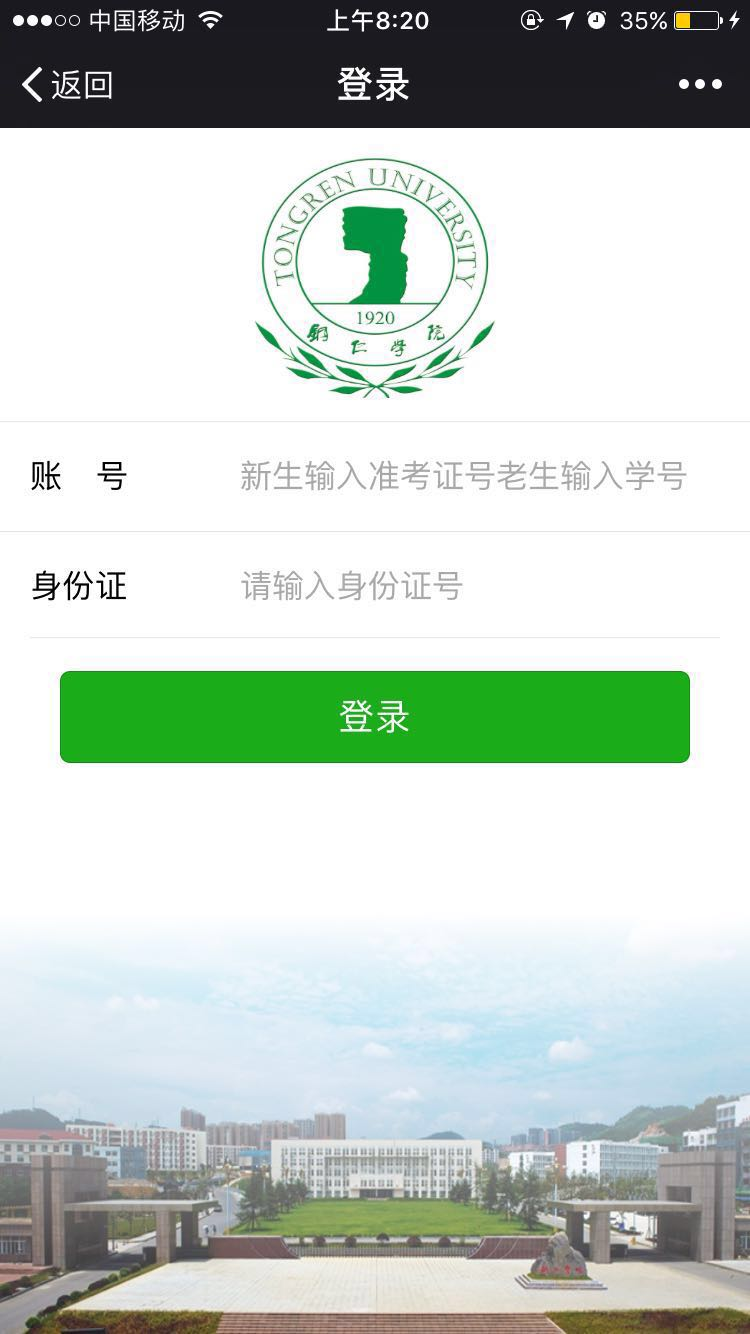 中国移动 上午8:20 35%
返回 登录
TONGREN UNIVERSITY
1920
铜仁学院
账 号 新生输入准考证号老生输入学号
身份证 请输入身份证号
登录